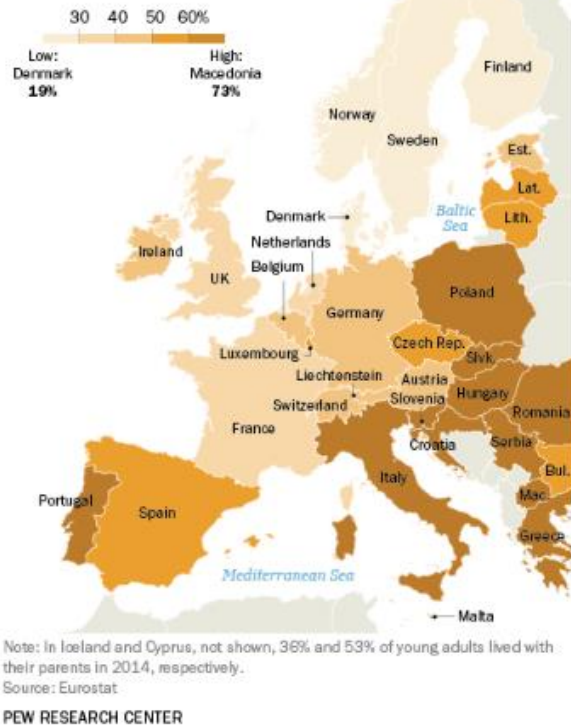 30 40 50 60%
Low: High:
Denmark Macedonia
19% 73%
Finland
Norway
Sweden
Est.
Lat.
Baltic
Sea
Lith.
Denmark
Netherlands
Ireland
Belgium
UK
Poland
Germany
Czech Rep.
Luxembourg
Slvk.
Liechtenstein
Austria
Hungary
Switzerland
Slovenia
Romania
France
Croatia
Serbia
Italy
Bul.
Portugal
Mac.
Spain
Greece
Mediterranean Sea
Malta
Note: In Iceland and Cyprus, not shown, 36% and 53% of young adults lived with
their parents in 2014, respectively.
Source: Eurostat
PEW RESEARCH CENTER